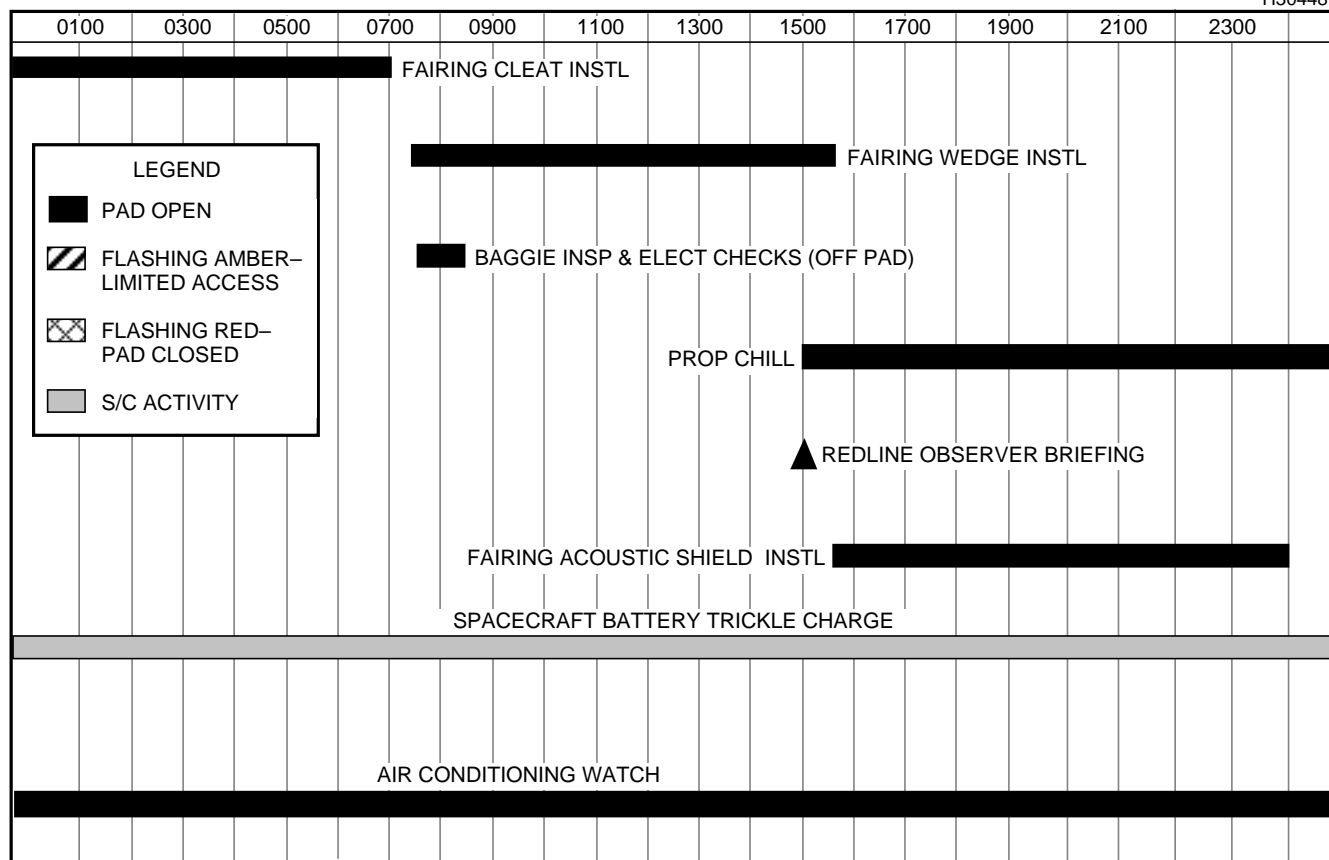 0100 0300 0500 0700 0900 1100 1300 1500 1700 1900 2100 2300
FAIRING CLEAT INSTL
FAIRING WEDGE INSTL
LEGEND
PAD OPEN
FLASHING AMBER–
LIMITED ACCESS
FLASHING RED–
PAD CLOSED
S/C ACTIVITY
BAGGIE INSP & ELECT CHECKS (OFF PAD)
PROP CHILL
REDLINE OBSERVER BRIEFING
FAIRING ACOUSTIC SHIELD INSTL
SPACECRAFT BATTERY TRICKLE CHARGE
AIR CONDITIONING WATCH